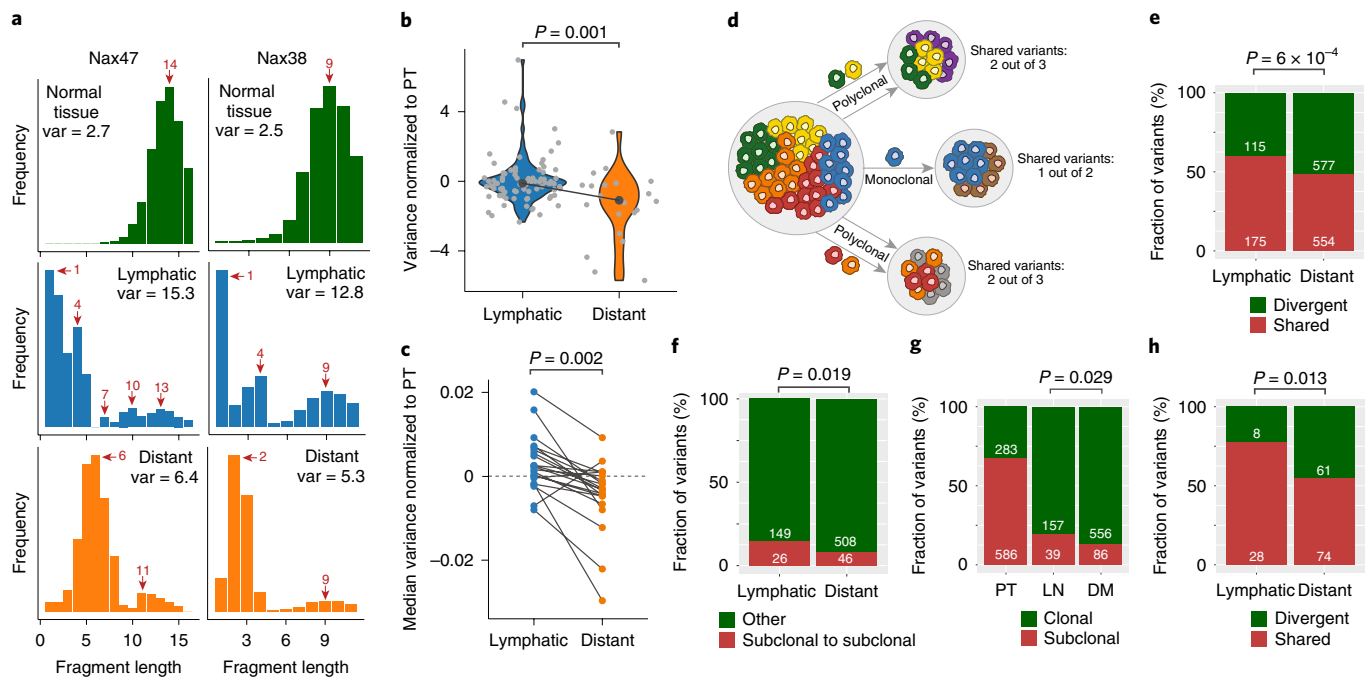 a
Nax47
Nax38
14
9
Normal
tissue
var = 2.7
Normal
tissue
var = 2.5
Frequency
1
4
7
10
13
Lymphatic
var = 15.3
1
4
9
Lymphatic
var = 12.8
Frequency
6
11
Distant
var = 6.4
2
9
Distant
var = 5.3
Frequency
0
5
10
15
3
6
9
Fragment length
Fragment length
b
P = 0.001
Variance normalized to PT
4
0
−4
Lymphatic
Distant
c
P = 0.002
Median variance normalized to PT
0.02
0
−0.02
Lymphatic
Distant
d
Polyclonal
Shared variants:
2 out of 3
Monoclonal
Shared variants:
1 out of 2
Polyclonal
Shared variants:
2 out of 3
e
P = 6 × 10–4
Fraction of variants (%)
100
50
0
115
175
577
554
Lymphatic
Distant
Divergent
Shared
f
P = 0.019
Fraction of variants (%)
100
50
0
149
26
508
46
Lymphatic
Distant
Other
Subclonal to subclonal
g
P = 0.029
Fraction of variants (%)
100
50
0
283
586
157
39
556
86
PT
LN
DM
Clonal
Subclonal
h
P = 0.013
Fraction of variants (%)
100
50
0
8
28
61
74
Lymphatic
Distant
Divergent
Shared